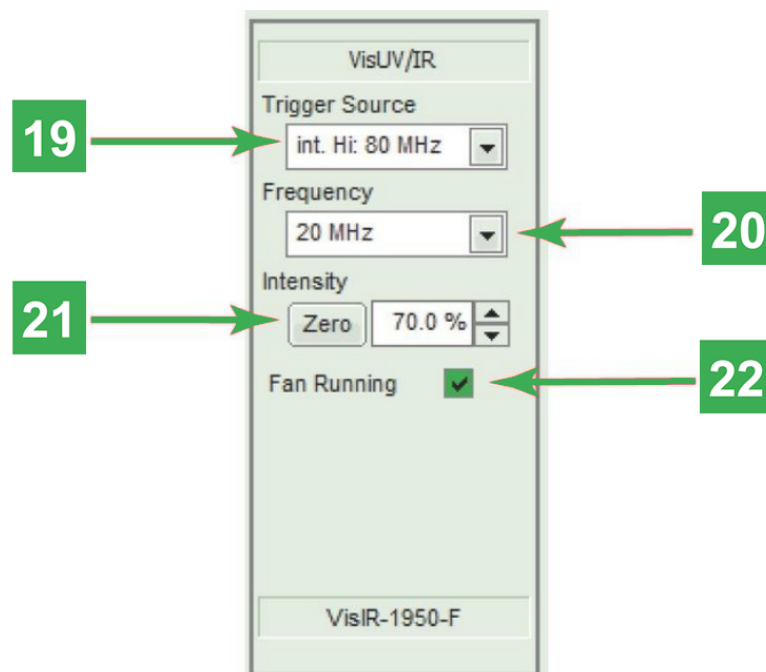 VisUV/IR
Trigger Source
19
int. Hi: 80 MHz
Frequency
20 MHz
20
Intensity
21
Zero 70.0 %
Fan Running
22
VisIR-1950-F